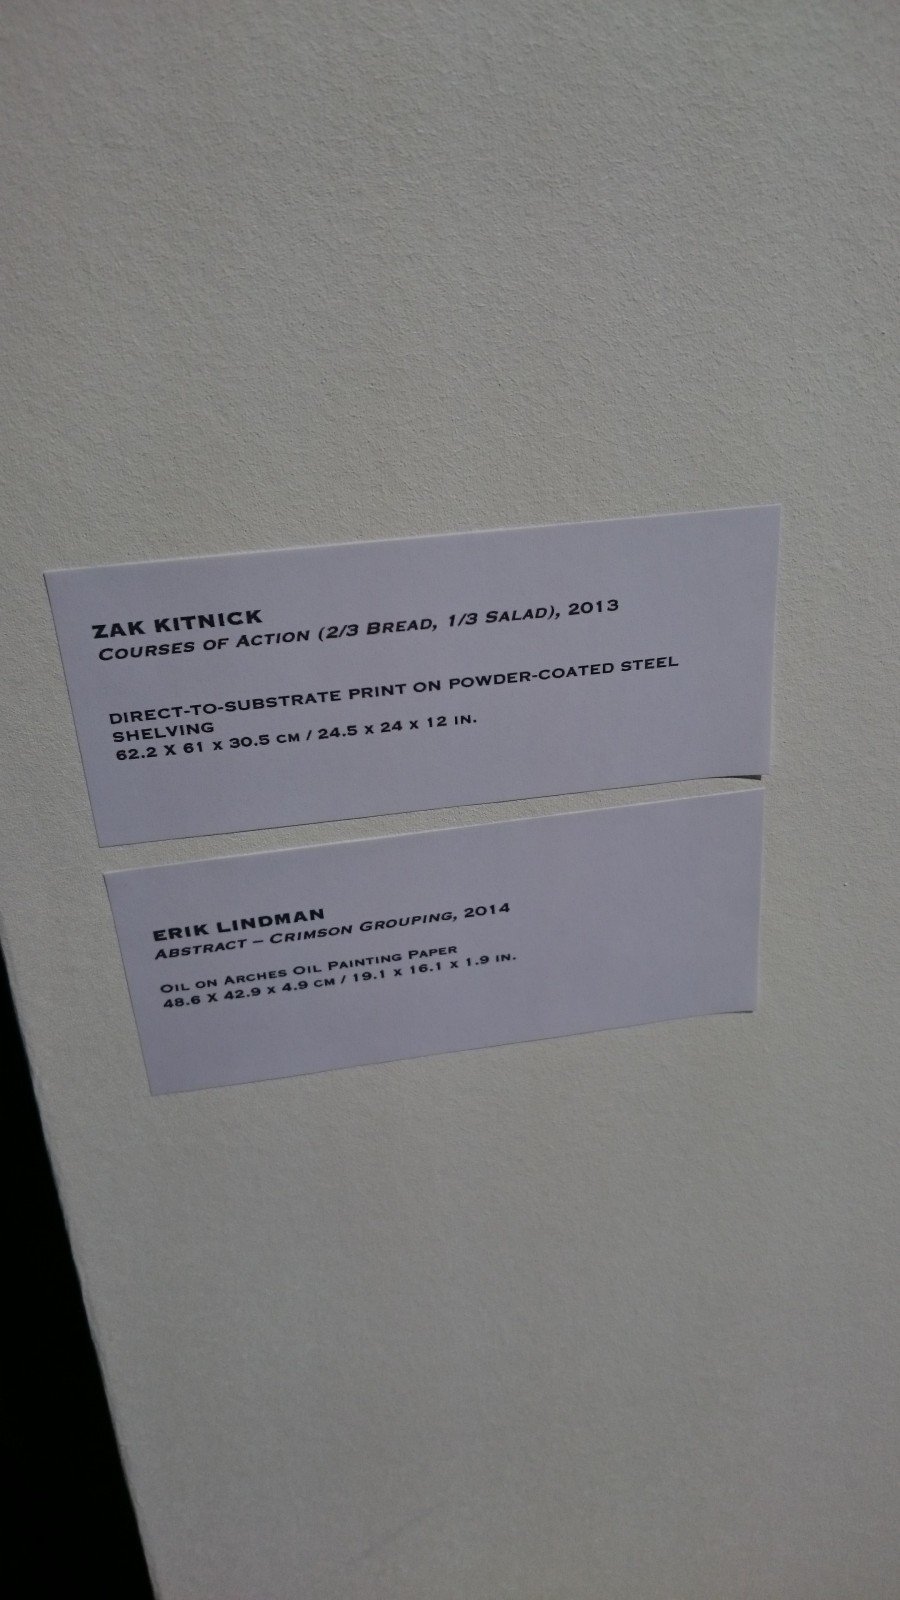 ZAK KITNICK
COURSES OF ACTION (2/3 BREAD, 1/3 SALAD), 2013
DIRECT-TO-SUBSTRATE PRINT ON POWDER-COATED STEEL
SHELVING
62.2 X 61 X 30.5 CM / 24.5 X 24 X 12 IN.
ERIK LINDMAN
ABSTRACT – CRIMSON GROUPING, 2014
OIL ON ARCHES OIL PAINTING PAPER
48.6 X 42.9 X 4.9 CM / 19.1 X 16.1 X 1.9 IN.